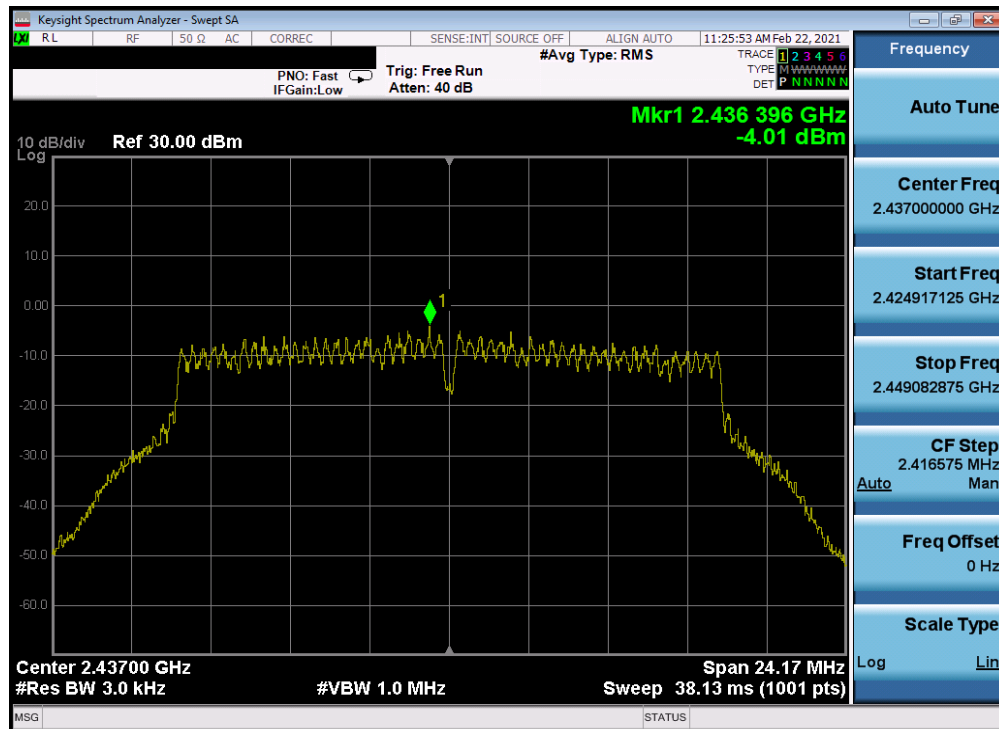 Keysight Spectrum Analyzer - Swept SA
LXI RL RF 50 Ω AC CORREC SENSE:INT SOURCE OFF ALIGN AUTO 11:25:53 AM Feb 22, 2021
#Avg Type: RMS
TRACE 1 2 3 4 5 6
PNO: Fast Trig: Free Run
TYPE M WWWWW
IFGain:Low Atten: 40 dB
DET P N N N N N
Mkr1 2.436 396 GHz
-4.01 dBm
10 dB/div Ref 30.00 dBm
Log
20.0
10.0
0.00
1
-10.0
-20.0
-30.0
-40.0
-50.0
-60.0
Center 2.43700 GHz Span 24.17 MHz
#Res BW 3.0 kHz #VBW 1.0 MHz Sweep 38.13 ms (1001 pts)
MSG STATUS
Frequency
Auto Tune
Center Freq
2.437000000 GHz
Start Freq
2.424917125 GHz
Stop Freq
2.449082875 GHz
CF Step
2.416575 MHz
Auto Man
Freq Offset
0 Hz
Scale Type
Log Lin